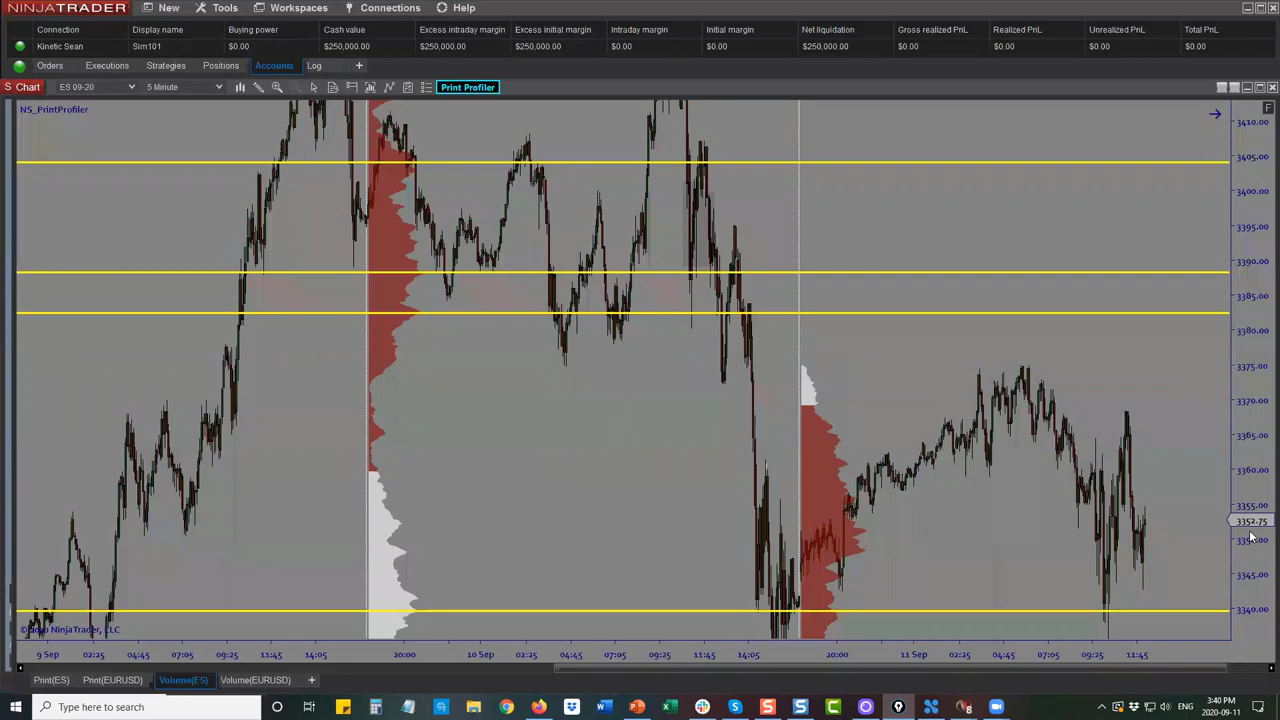 NINJATRADER New Tools Workspaces Connections Help
Connection Display name Buying power Cash value Excess intraday margin Excess initial margin Intraday margin Initial margin Net liquidation Gross realized PnL Realized PnL Unrealized PnL Total PnL
Kinetic Sean Sim101 $0.00 $250,000.00 $250,000.00 $250,000.00 $0.00 $0.00 $250,000.00 $0.00 $0.00 $0.00 $0.00
Orders Executions Strategies Positions Accounts Log +
S Chart ES 09-20 5 Minute Print Profiler
NS_PrintProfiler
F
3410.00
3405.00
3400.00
3395.00
3390.00
3385.00
3380.00
3375.00
3370.00
3365.00
3360.00
3355.00
3352.75
3345.00
3340.00
NinjaTrader, LLC
9 Sep 02:25 04:45 07:05 09:25 11:45 14:05 20:00 10 Sep 02:25 04:45 07:05 09:25 11:45 14:05 20:00 11 Sep 02:25 04:45 07:05 09:25 11:45
Print(ES) Print(EURUSD) Volume(ES) Volume(EURUSD) +
Type here to search
ENG
3:40 PM
2020-09-11